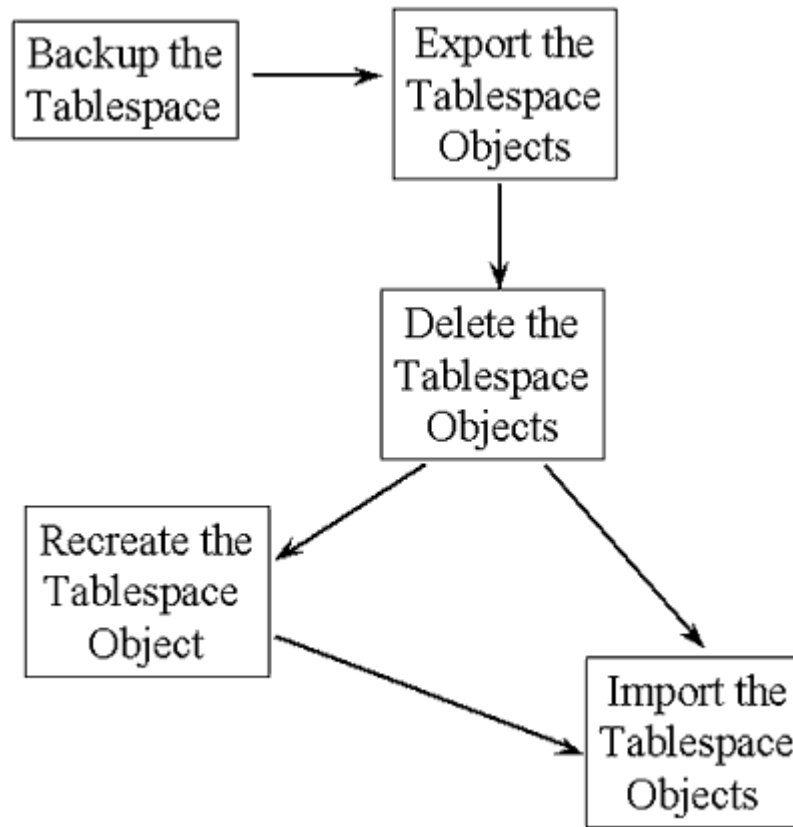 Backup the
Tablespace
Export the
Tablespace
Objects
Delete the
Tablespace
Objects
Recreate the
Tablespace
Object
Import the
Tablespace
Objects